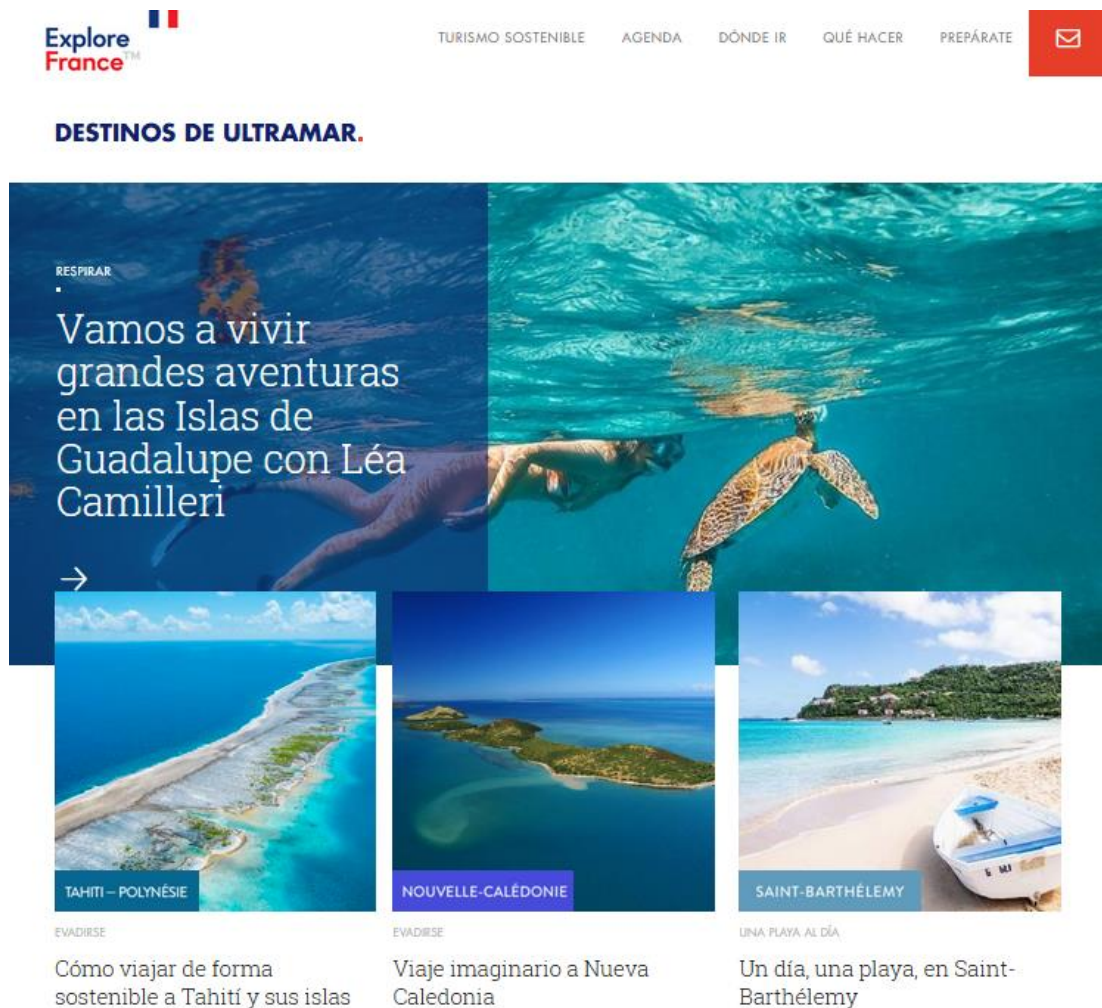 Explore
France™
TURISMO SOSTENIBLE AGENDA DÓNDE IR QUÉ HACER PREPÁRATE
DESTINOS DE ULTRAMAR.
RESPIRAR
Vamos a vivir
grandes aventuras
en las Islas de
Guadalupe con Léa
Camilleri
TAHITI – POLYNÉSIE
NOUVELLE-CALÉDONIE
SAINT-BARTHÉLEMY
EVADIRSE
EVADIRSE
UNA PLAYA AL DÍA
Cómo viajar de forma
sostenible a Tahití y sus islas
Viaje imaginario a Nueva
Caledonia
Un día, una playa, en Saint-
Barthélemy